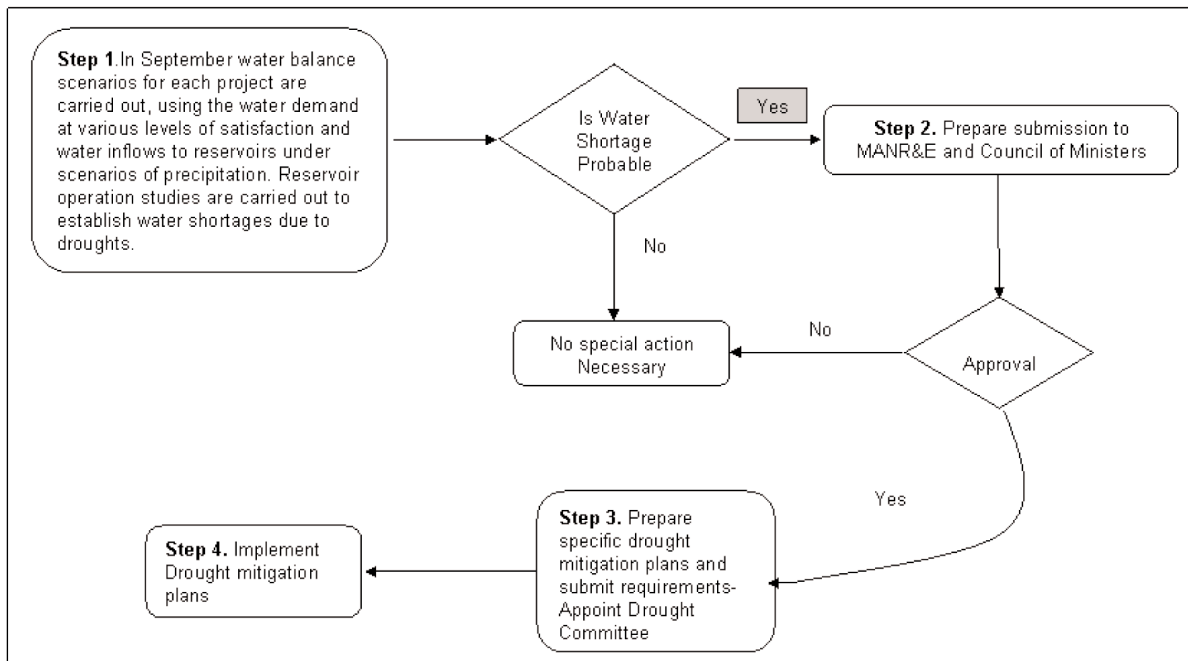 Step 1.In September water balance
scenarios for each project are
carried out, using the water demand
at various levels of satisfaction and
water inflows to reservoirs under
scenarios of precipitation. Reservoir
operation studies are carried out to
establish water shortages due to
droughts.
Is Water
Shortage
Probable
Yes
Step 2. Prepare submission to
MANR&E and Council of Ministers
No
No special action
Necessary
No
Approval
Yes
Step 3. Prepare
specific drought
mitigation plans and
submit requirements-
Appoint Drought
Committee
Step 4. Implement
Drought mitigation
plans